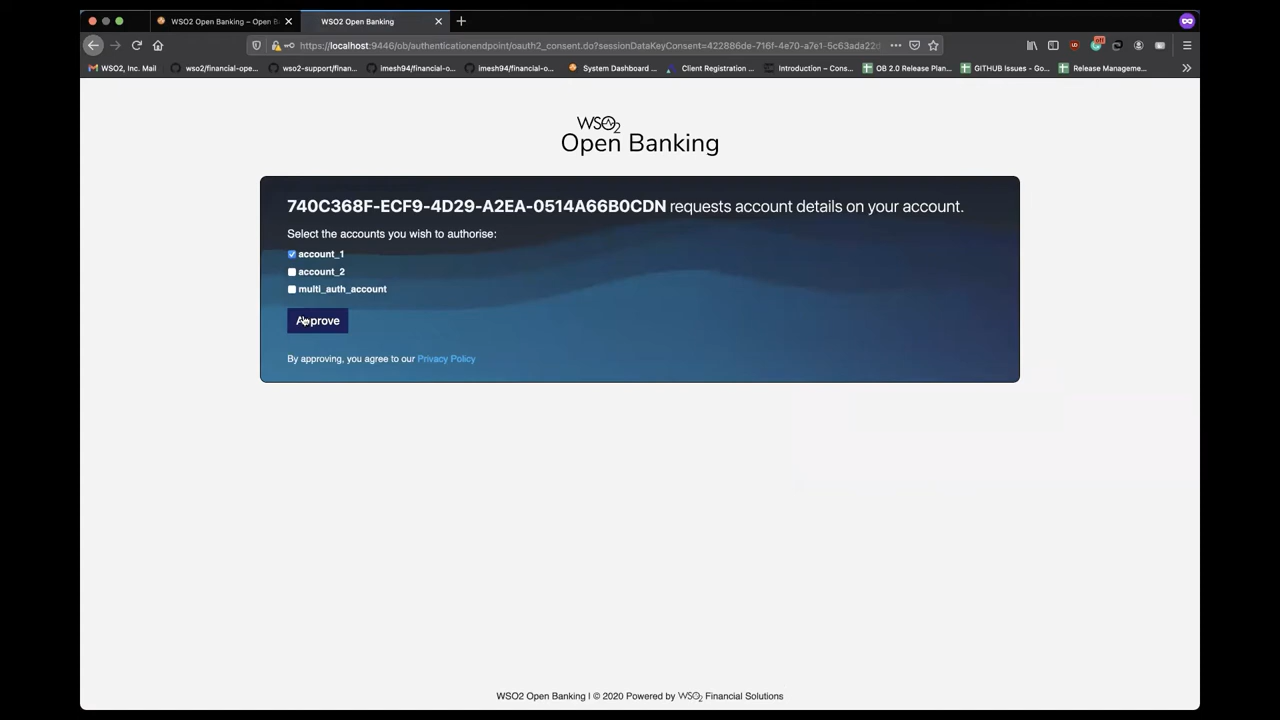 WSO2 Open Banking – Open B
WSO2 Open Banking
https://localhost:9446/ob/authenticationendpoint/oauth2_consent.do?sessionDataKeyConsent=422886de-716f-4e70-a7e1-5c63ada22d
WSO2, Inc. Mail
wso2/financial-ope...
wso2-support/finan...
imesh94/financial-o...
imesh94/financial-o...
System Dashboard ...
Client Registration ...
Introduction – Cons...
OB 2.0 Release Plan...
GITHUB Issues - Go...
Release Manageme...
WSO2
Open Banking
740C368F-ECF9-4D29-A2EA-0514A66B0CDN requests account details on your account.
Select the accounts you wish to authorise:
account_1
account_2
multi_auth_account
Approve
By approving, you agree to our Privacy Policy
WSO2 Open Banking | © 2020 Powered by WSO2 Financial Solutions